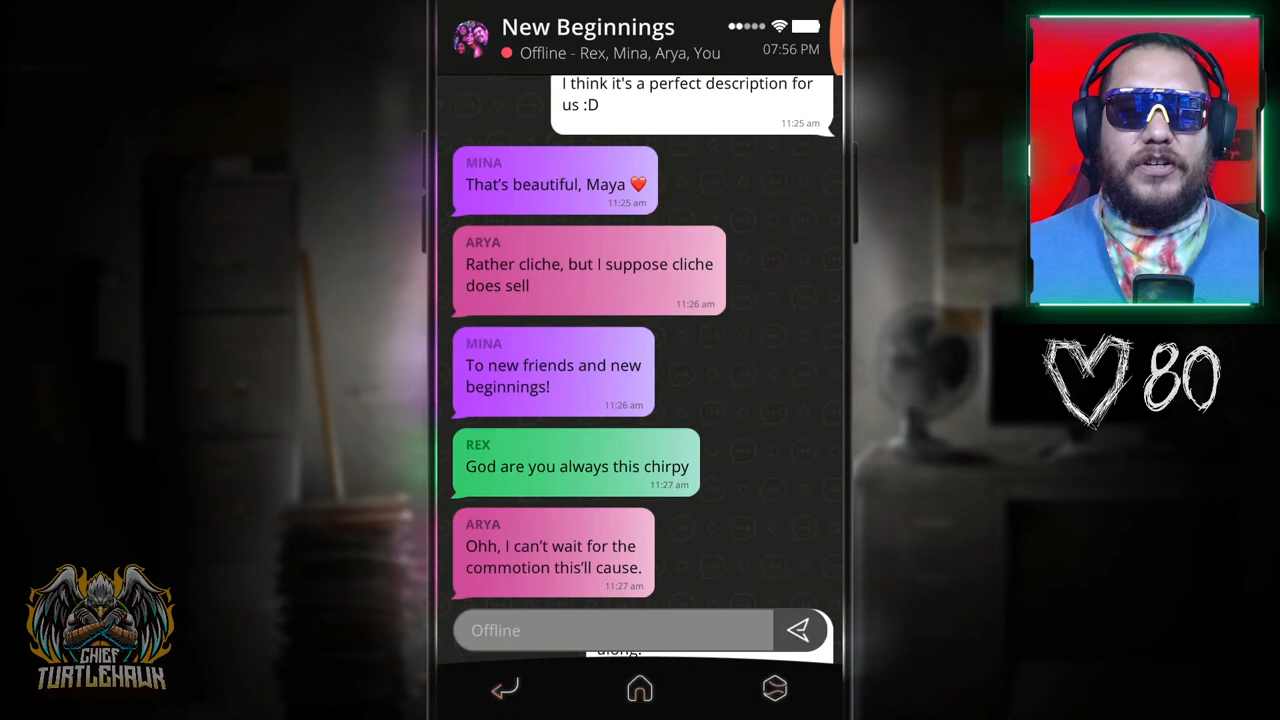 New Beginnings
Offline - Rex, Mina, Arya, You
07:56 PM
I think it's a perfect description for
us :D
11:25 am
MINA
That's beautiful, Maya ❤️
11:25 am
ARYA
Rather cliche, but I suppose cliche
does sell
11:26 am
MINA
To new friends and new
beginnings!
11:26 am
REX
God are you always this chirpy
11:27 am
ARYA
Ohh, I can't wait for the
commotion this'll cause.
11:27 am
Offline
along!
80
CHIEF
TURTLEHAWK